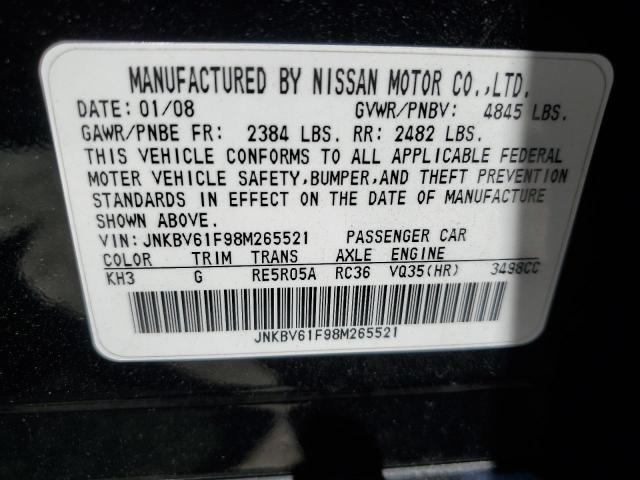 MANUFACTURED BY NISSAN MOTOR CO.,LTD.
DATE: 01/08 GVWR/PNBV: 4845 LBS.
GAWR/PNBE FR: 2384 LBS. RR: 2482 LBS.
THIS VEHICLE CONFORMS TO ALL APPLICABLE FEDERAL
MOTOR VEHICLE SAFETY,BUMPER,AND THEFT PREVENTION
STANDARDS IN EFFECT ON THE DATE OF MANUFACTURE
SHOWN ABOVE.
VIN: JNKBV61F98M265521 PASSENGER CAR
COLOR TRIM TRANS AXLE ENGINE
KH3 G RE5R05A RC36 VQ35(HR) 3498CC
JNKBV61F98M265521